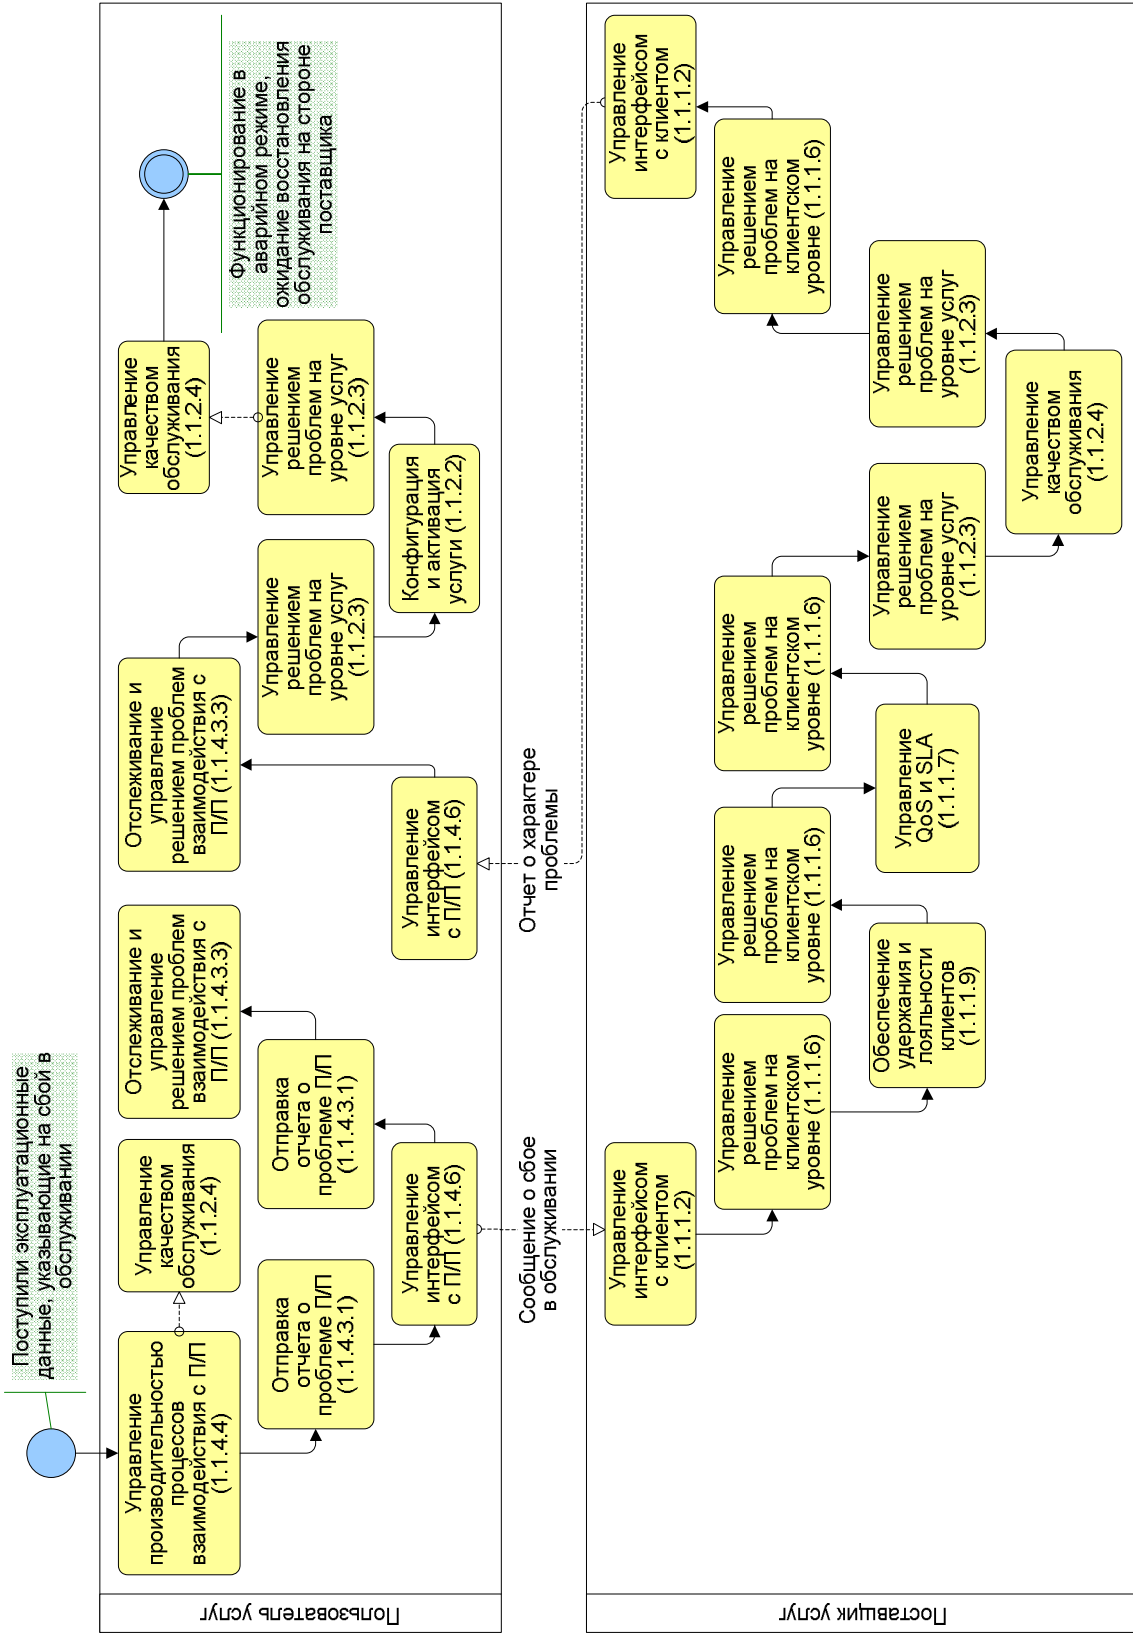 Поступили эксплуатационные
данные, указывающие на сбой в
обслуживании
Пользователь услуг
Управление
производительностью
процессов
взаимодействия с П/П
(1.1.4.4)
Управление
качеством
обслуживания
(1.1.2.4)
Отправка
отчета о
проблеме П/П
(1.1.4.3.1)
Управление
интерфейсом
с П/П (1.1.4.6)
Отправка
отчета о
проблеме П/П
(1.1.4.3.1)
Отслеживание и
управление
решением проблем
взаимодействия с
П/П (1.1.4.3.3)
Управление
интерфейсом
с П/П (1.1.4.6)
Отслеживание и
управление
решением проблем
взаимодействия с
П/П (1.1.4.3.3)
Управление
решением
проблем на
уровне услуг
(1.1.2.3)
Конфигурация
и активация
услуги (1.1.2.2)
Управление
решением
проблем на
уровне услуг
(1.1.2.3)
Управление
качеством
обслуживания
(1.1.2.4)
Функционирование в
аварийном режиме,
ожидание восстановления
обслуживания на стороне
поставщика
Сообщение о сбое
в обслуживании
Отчет о характере
проблемы
Поставщик услуг
Управление
интерфейсом
с клиентом
(1.1.1.2)
Управление
решением
проблем на
клиентском
уровне (1.1.1.6)
Обеспечение
удержания и
лояльности
клиентов
(1.1.1.9)
Управление
решением
проблем на
клиентском
уровне (1.1.1.6)
Управление
QoS и SLA
(1.1.1.7)
Управление
решением
проблем на
клиентском
уровне (1.1.1.6)
Управление
решением
проблем на
уровне услуг
(1.1.2.3)
Управление
качеством
обслуживания
(1.1.2.4)
Управление
решением
проблем на
уровне услуг
(1.1.2.3)
Управление
решением
проблем на
клиентском
уровне (1.1.1.6)
Управление
интерфейсом
с клиентом
(1.1.1.2)